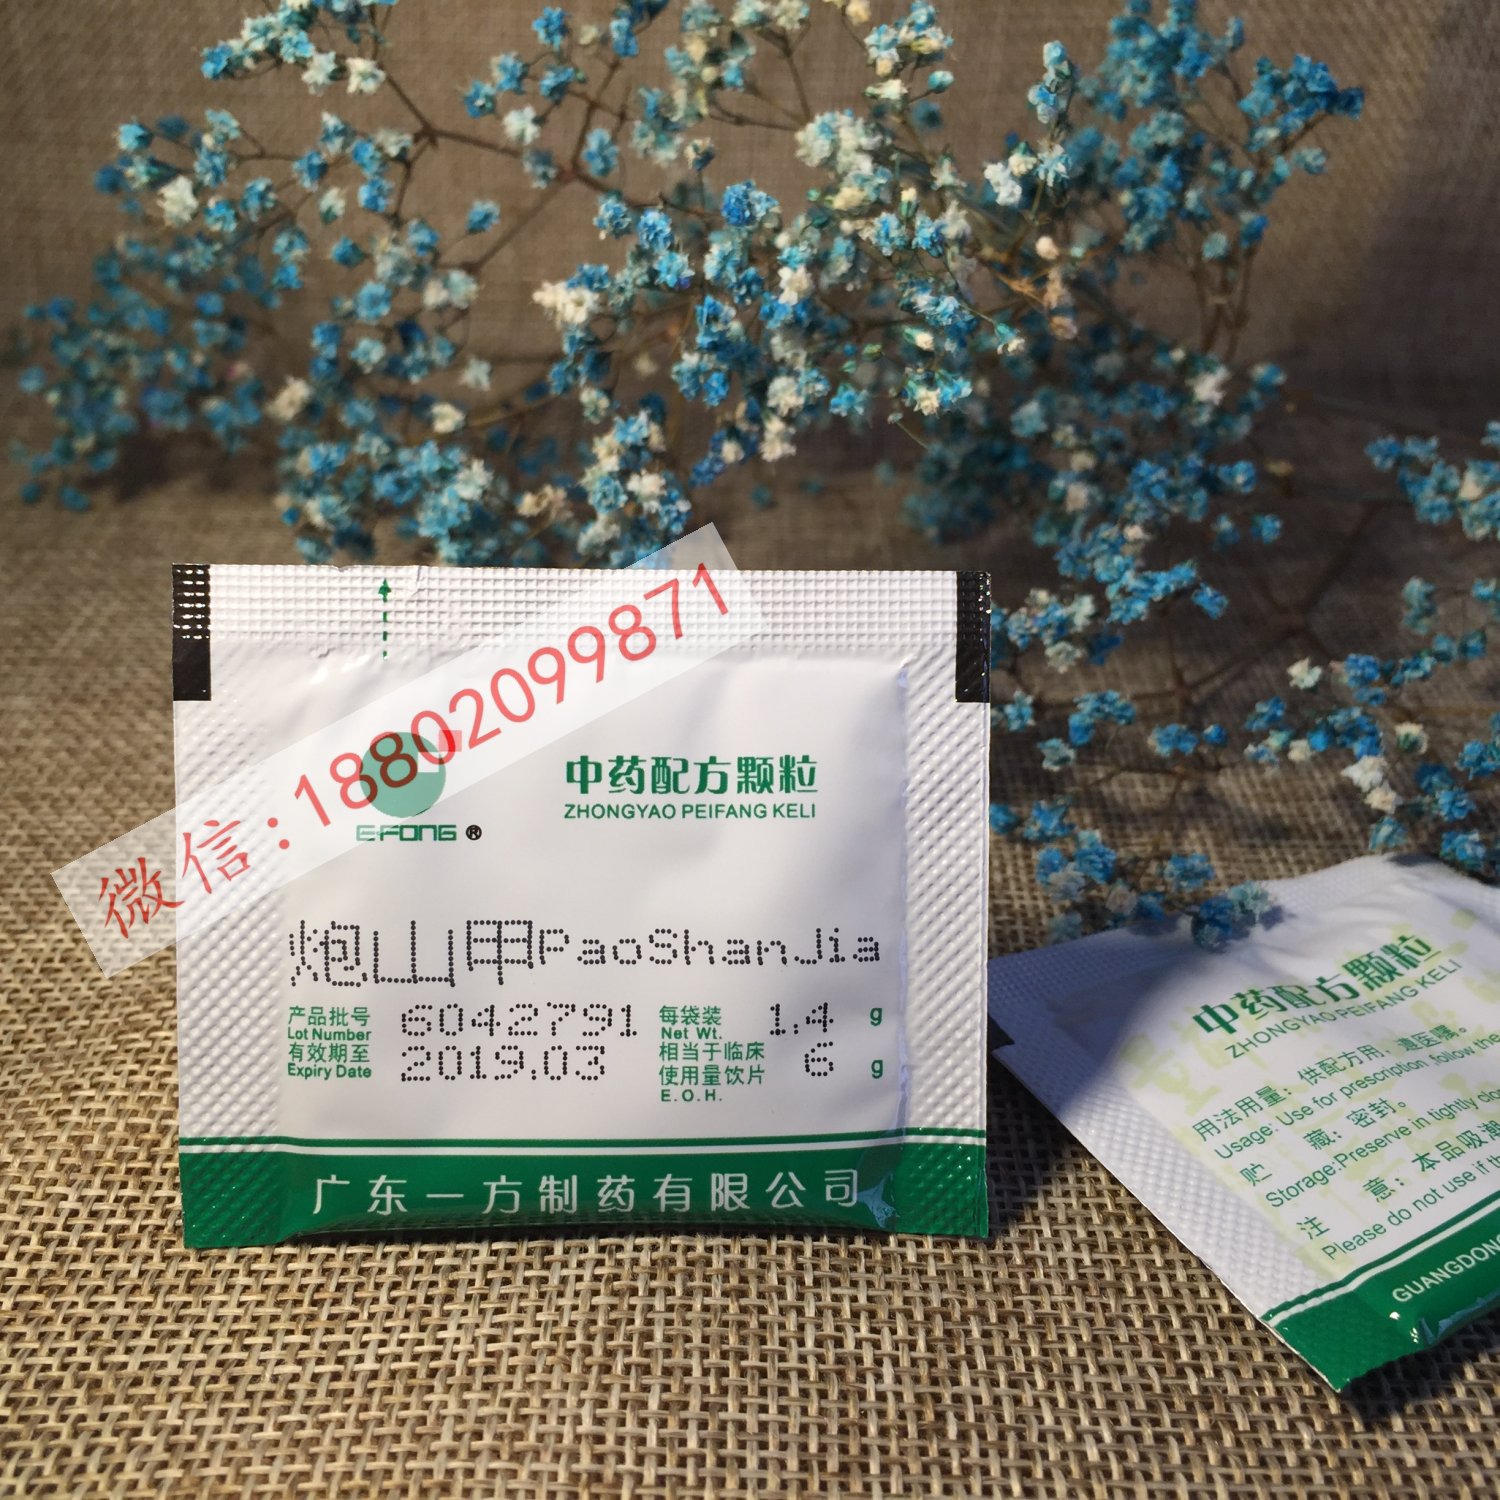 微信:18802099871
EFONG ®
中药配方颗粒
ZHONGYAO PEIFANG KELI
炮山甲PaoShanJia
产品批号 6042791
Lot Number
有效期至 2019.03
Expiry Date
每袋装 1.4 g
Net Wt.
相当于临床
使用量饮片 6 g
E.O.H.
广东一方制药有限公司
中药配方颗粒
ZHONGYAO PEIFANG KELI
用法用量：供配方用，遵医嘱。
Usage: Use for prescription ,follow the
贮 藏：密封。
Storage:Preserve in tightly
注 意：本品吸潮
Please do not use if
GUANGDONG